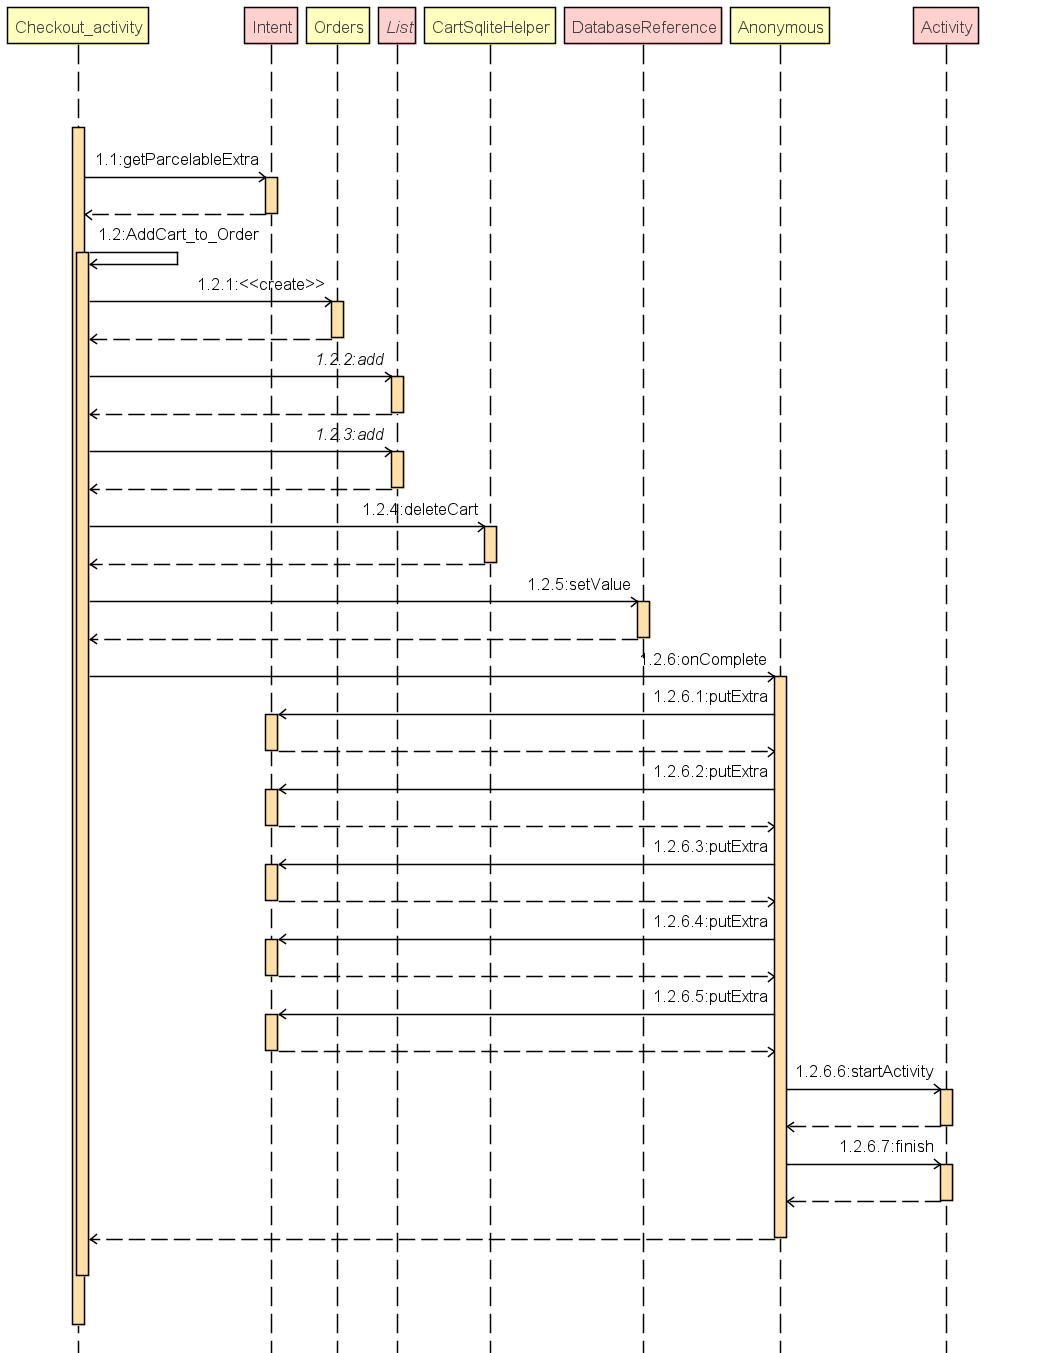 Checkout_activity
Intent
Orders
List
CartSqliteHelper
DatabaseReference
Anonymous
Activity
1.1:getParcelableExtra
1.2:AddCart_to_Order
1.2.1:<<create>>
1.2.2:add
1.2.3:add
1.2.4:deleteCart
1.2.5:setValue
1.2.6:onComplete
1.2.6.1:putExtra
1.2.6.2:putExtra
1.2.6.3:putExtra
1.2.6.4:putExtra
1.2.6.5:putExtra
1.2.6.6:startActivity
1.2.6.7:finish